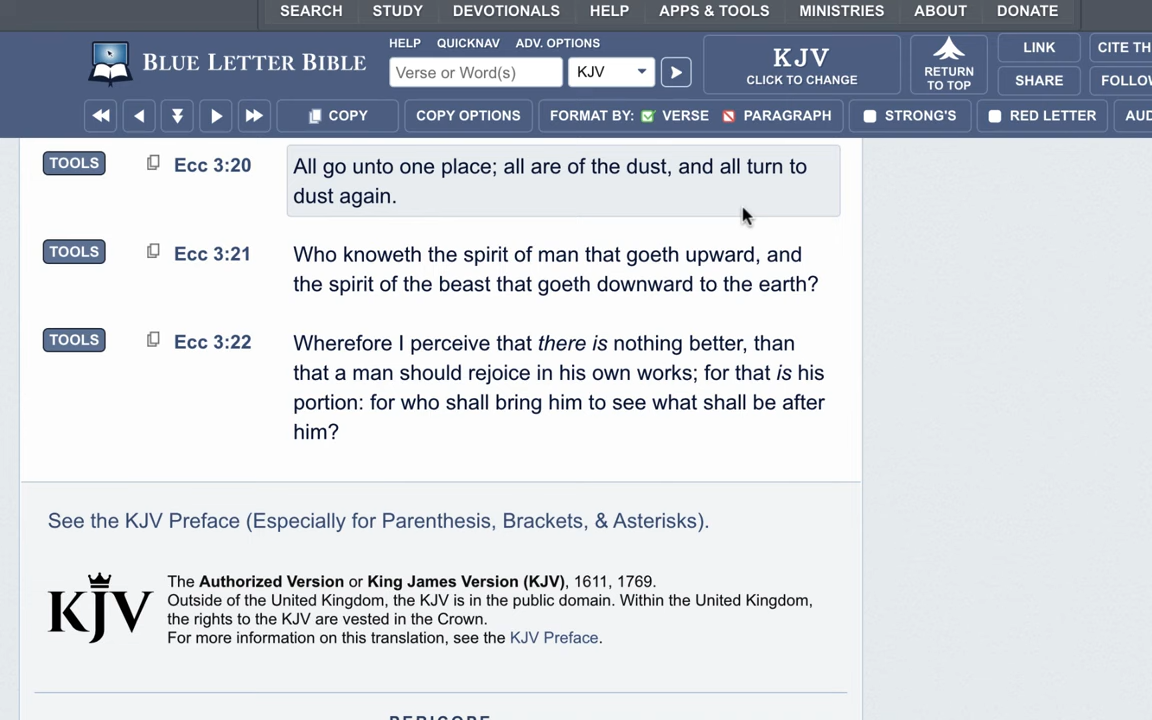 SEARCH STUDY DEVOTIONALS HELP APPS & TOOLS MINISTRIES ABOUT DONATE
BLUE LETTER BIBLE
HELP QUICKNAV ADV. OPTIONS
Verse or Word(s) KJV
KJV
CLICK TO CHANGE
RETURN
TO TOP
LINK CITE TH
SHARE FOLLOW
COPY COPY OPTIONS FORMAT BY: VERSE PARAGRAPH STRONG'S RED LETTER AUD
TOOLS Ecc 3:20 All go unto one place; all are of the dust, and all turn to
dust again.
TOOLS Ecc 3:21 Who knoweth the spirit of man that goeth upward, and
the spirit of the beast that goeth downward to the earth?
TOOLS Ecc 3:22 Wherefore I perceive that there is nothing better, than
that a man should rejoice in his own works; for that is his
portion: for who shall bring him to see what shall be after
him?
See the KJV Preface (Especially for Parenthesis, Brackets, & Asterisks).
KJV
The Authorized Version or King James Version (KJV), 1611, 1769.
Outside of the United Kingdom, the KJV is in the public domain. Within the United Kingdom,
the rights to the KJV are vested in the Crown.
For more information on this translation, see the KJV Preface.
PERICOPE